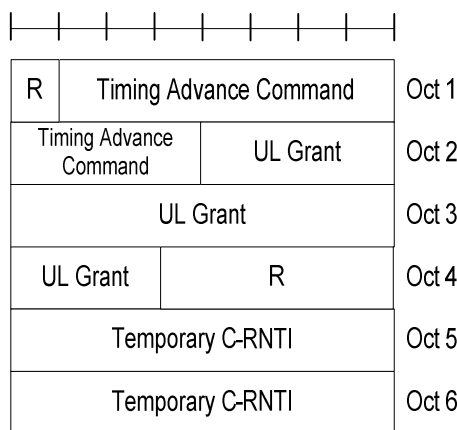 R Timing Advance Command Oct 1
Timing Advance
Command UL Grant Oct 2
UL Grant Oct 3
UL Grant R Oct 4
Temporary C-RNTI Oct 5
Temporary C-RNTI Oct 6